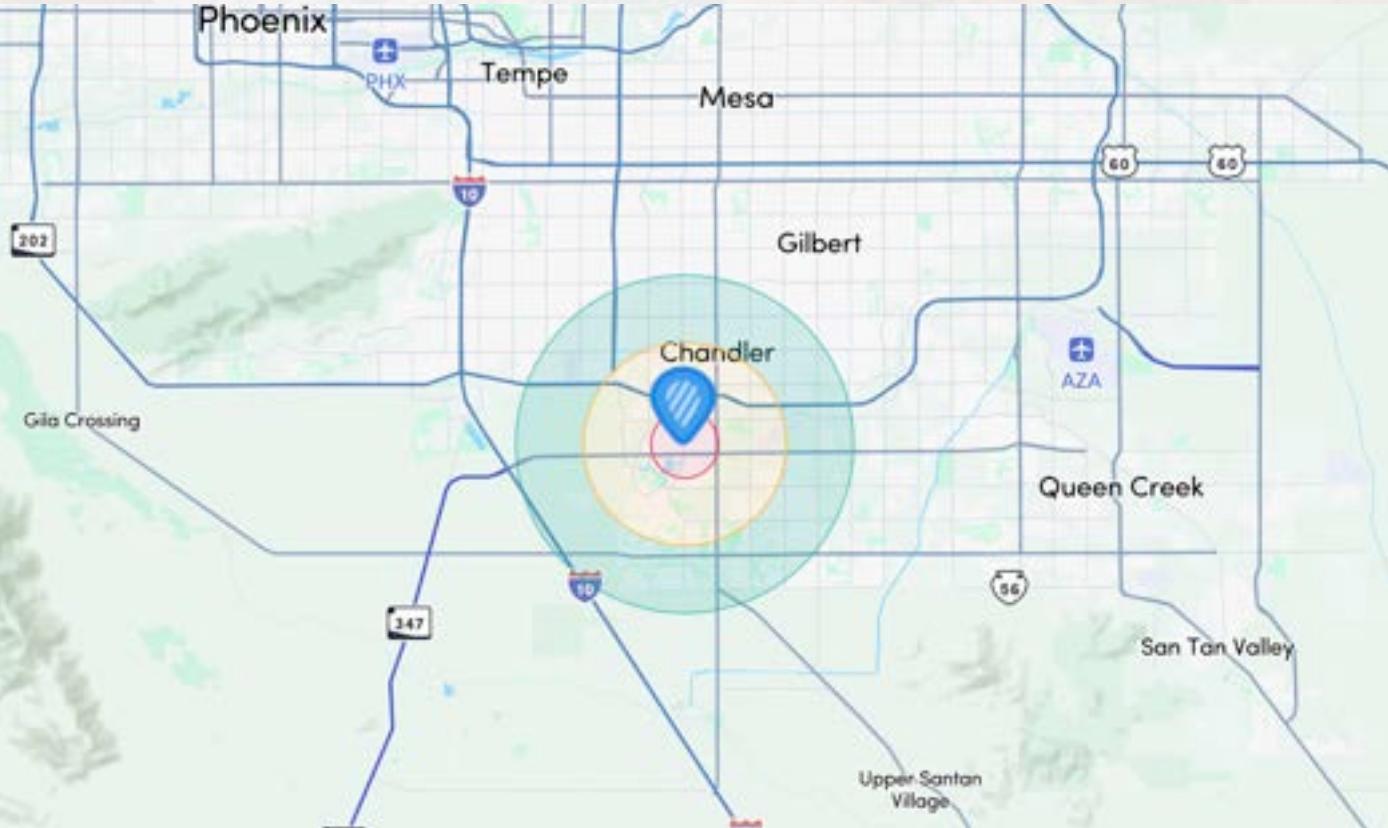 Phoenix
PHX
Tempe
Mesa
60
60
10
202
Gilbert
Chandler
AZA
Gila Crossing
Queen Creek
10
56
347
San Tan Valley
Upper Santan
Village